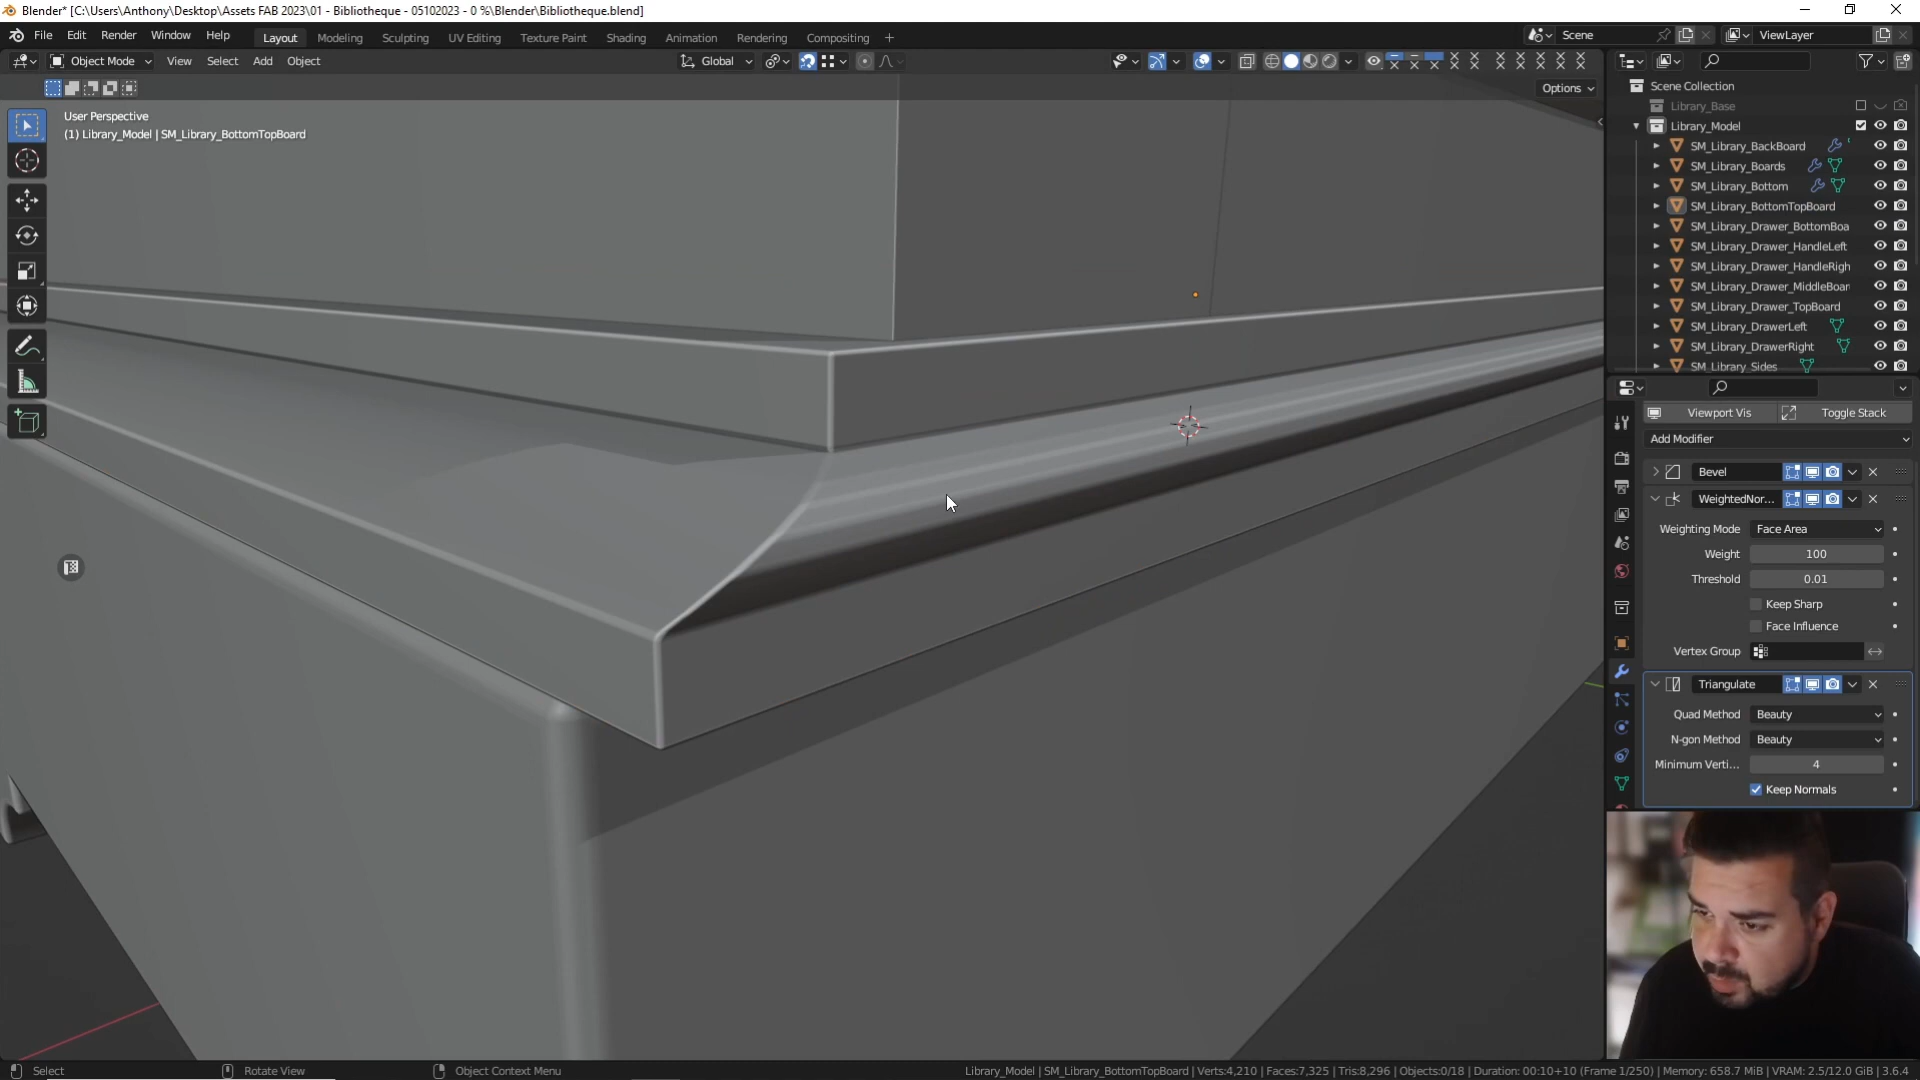 Blender* [C:\Users\Anthony\Desktop\Assets FAB 2023\01 - Bibliotheque - 05102023 - 0 %\Blender\Bibliotheque.blend]
File Edit Render Window Help Layout Modeling Sculpting UV Editing Texture Paint Shading Animation Rendering Compositing + Scene ViewLayer
Object Mode View Select Add Object Global
Options
User Perspective
(1) Library_Model | SM_Library_BottomTopBoard
Scene Collection
Library_Base
Library_Model
SM_Library_BackBoard
SM_Library_Boards
SM_Library_Bottom
SM_Library_BottomTopBoard
SM_Library_Drawer_BottomBoa
SM_Library_Drawer_HandleLeft
SM_Library_Drawer_HandleRigh
SM_Library_Drawer_MiddleBoar
SM_Library_Drawer_TopBoard
SM_Library_DrawerLeft
SM_Library_DrawerRight
SM_Library_Sides
Viewport Vis Toggle Stack
Add Modifier
Bevel
WeightedNor...
Weighting Mode Face Area
Weight 100
Threshold 0.01
Keep Sharp
Face Influence
Vertex Group
Triangulate
Quad Method Beauty
N-gon Method Beauty
Minimum Verti... 4
Keep Normals
Select Rotate View Object Context Menu Library_Model | SM_Library_BottomTopBoard | Verts:4,210 | Faces:7,325 | Tris:8,296 | Objects:0/18 | Duration: 00:10+10 (Frame 1/250) | Memory: 658.7 MiB | VRAM: 2.5/12.0 GiB | 3.6.4